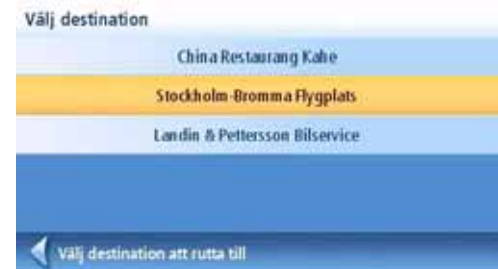 Välj destination
China Restaurang Kahe
Stockholm-Bromma Flygplats
Landin & Pettersson Bilservice
Välj destination att rutta till